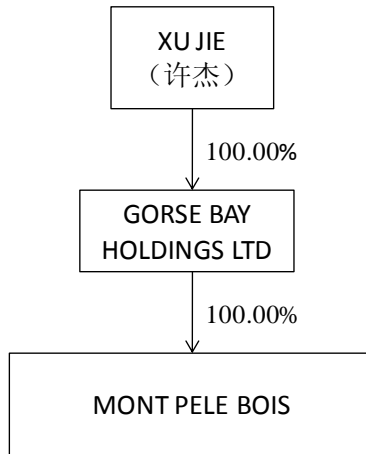 XU JIE
（许杰）
100.00%
GORSE BAY
HOLDINGS LTD
100.00%
MONT PELE BOIS